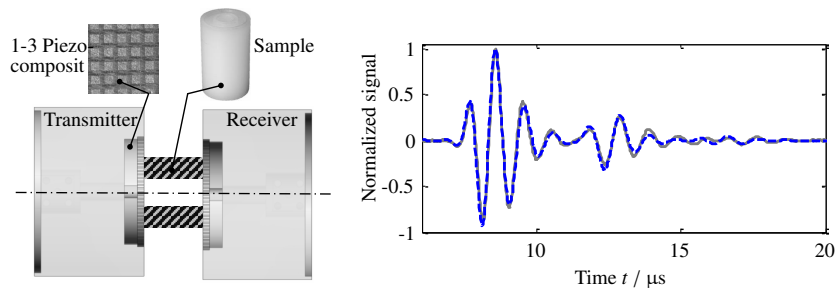 1-3 Piezo
composit
Sample
Transmitter
Receiver
Normalized signal
1
0.5
0
-0.5
-1
10
15
20
Time t / µs